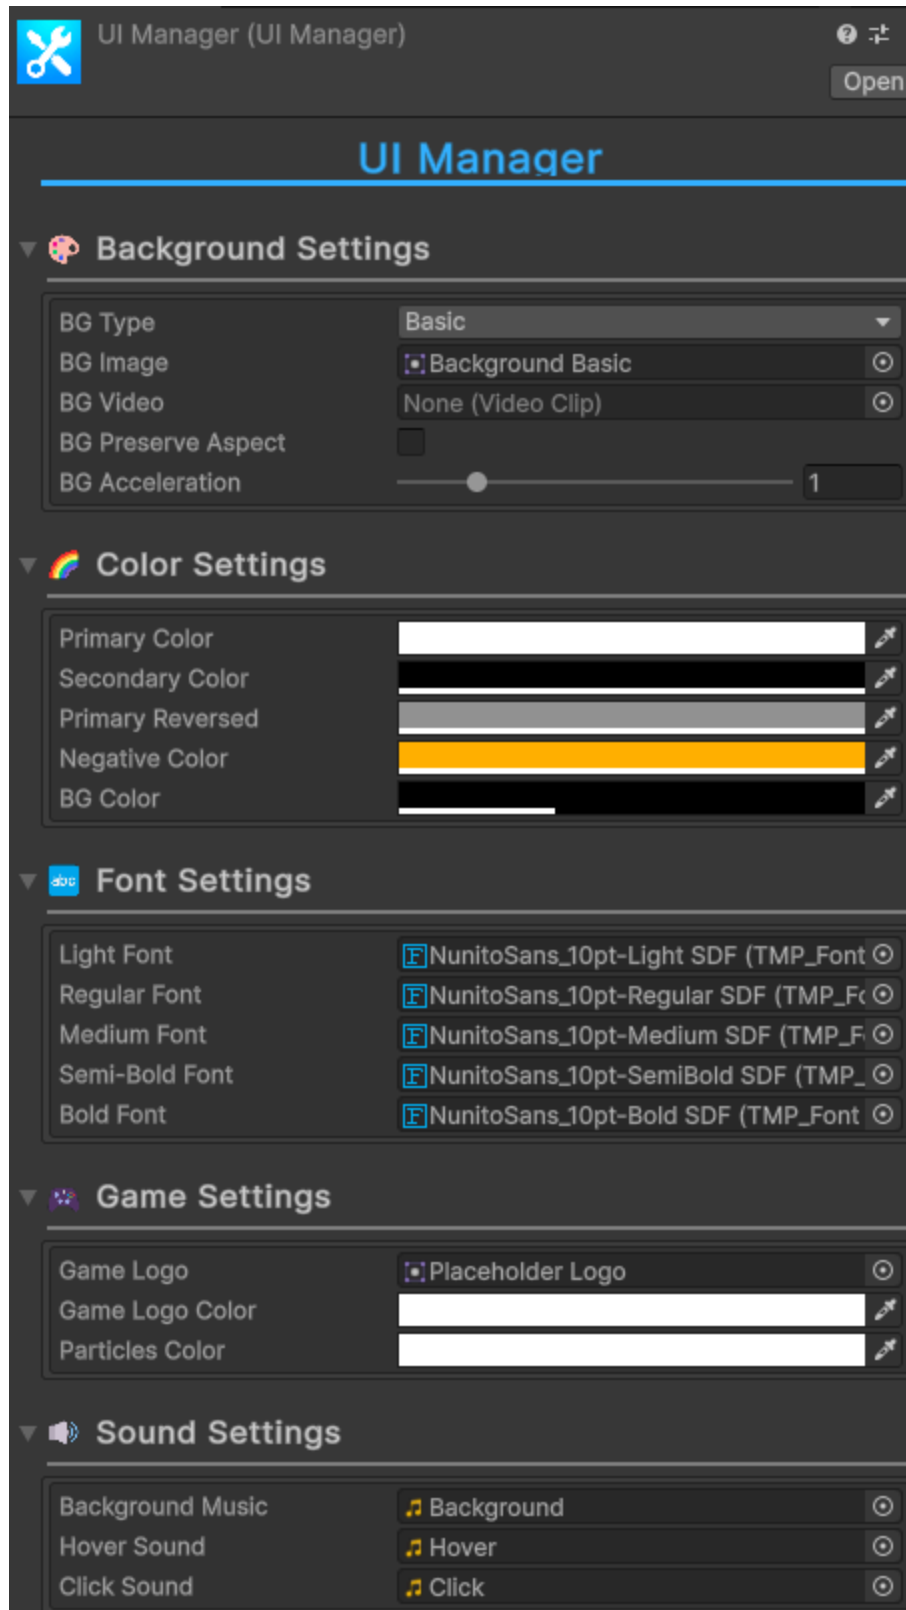 UI Manager (UI Manager)
Open
UI Manager
Background Settings
BG Type Basic
BG Image Background Basic
BG Video None (Video Clip)
BG Preserve Aspect
BG Acceleration 1
Color Settings
Primary Color
Secondary Color
Primary Reversed
Negative Color
BG Color
abc Font Settings
Light Font NunitoSans_10pt-Light SDF (TMP_Font
Regular Font NunitoSans_10pt-Regular SDF (TMP_Fo
Medium Font NunitoSans_10pt-Medium SDF (TMP_F
Semi-Bold Font NunitoSans_10pt-SemiBold SDF (TMP_
Bold Font NunitoSans_10pt-Bold SDF (TMP_Font
Game Settings
Game Logo Placeholder Logo
Game Logo Color
Particles Color
Sound Settings
Background Music Background
Hover Sound Hover
Click Sound Click